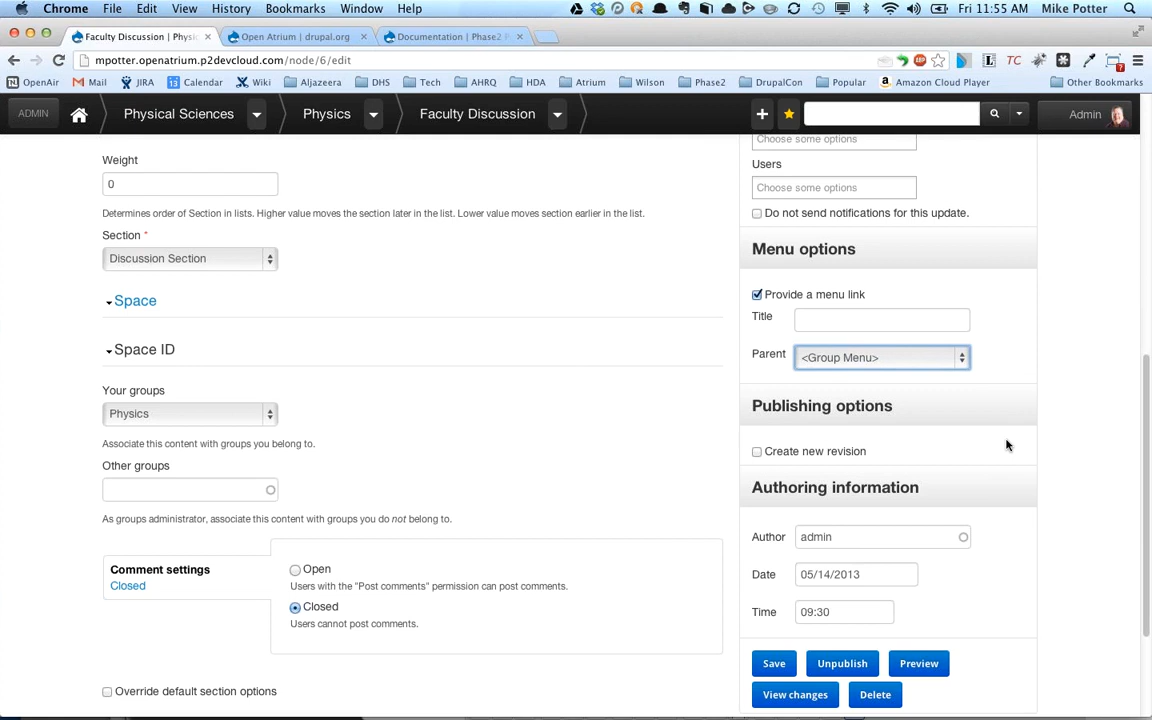 Chrome File Edit View History Bookmarks Window Help Fri 11:55 AM Mike Potter
Faculty Discussion | Physi Open Atrium | drupal.org Documentation | Phase2 P
mpotter.openatrium.p2devcloud.com/node/6/edit
OpenAir Mail JIRA Calendar Wiki Aljazeera DHS Tech AHRQ HDA Atrium Wilson Phase2 DrupalCon Popular Amazon Cloud Player Other Bookmarks
ADMIN Physical Sciences Physics Faculty Discussion Admin
Choose some options
Weight
Users
0
Choose some options
Determines order of Section in lists. Higher value moves the section later in the list. Lower value moves section earlier in the list.
Do not send notifications for this update.
Section *
Menu options
Discussion Section
Provide a menu link
Space
Title
Space ID
Parent <Group Menu>
Your groups
Publishing options
Physics
Associate this content with groups you belong to.
Create new revision
Other groups
Authoring information
As groups administrator, associate this content with groups you do not belong to.
Author admin
Comment settings
Closed
Open
Users with the "Post comments" permission can post comments.
Date 05/14/2013
Closed
Users cannot post comments.
Time 09:30
Save Unpublish Preview
Override default section options
View changes Delete